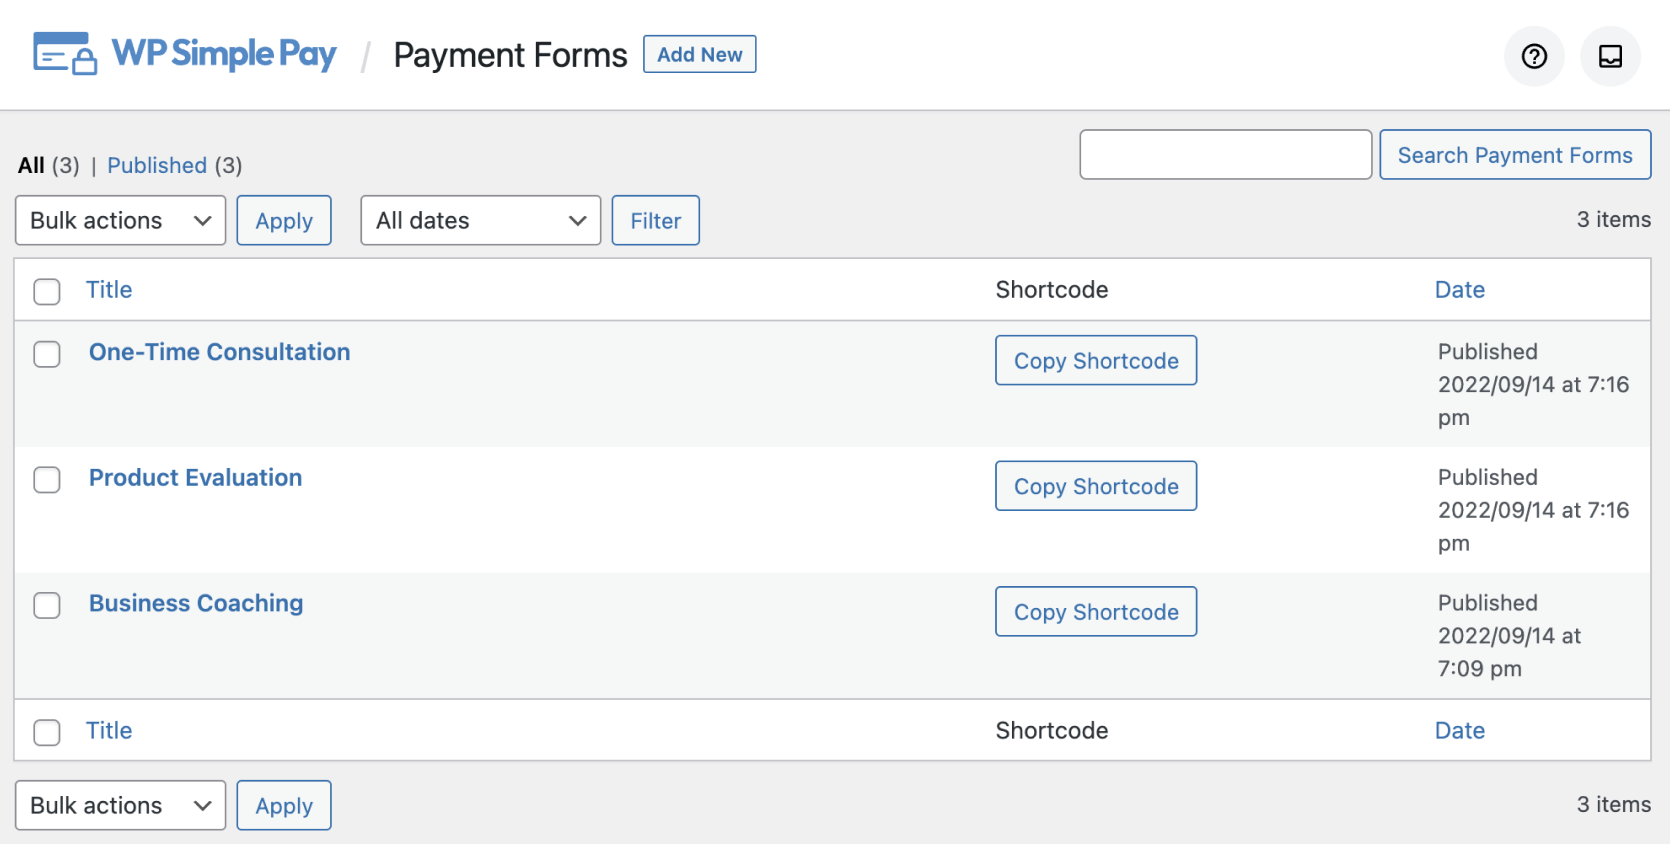 WP Simple Pay / Payment Forms Add New
All (3) | Published (3)
Search Payment Forms
Bulk actions Apply All dates Filter 3 items
Title Shortcode Date
One-Time Consultation Copy Shortcode Published
2022/09/14 at 7:16
pm
Product Evaluation Copy Shortcode Published
2022/09/14 at 7:16
pm
Business Coaching Copy Shortcode Published
2022/09/14 at
7:09 pm
Title Shortcode Date
Bulk actions Apply 3 items